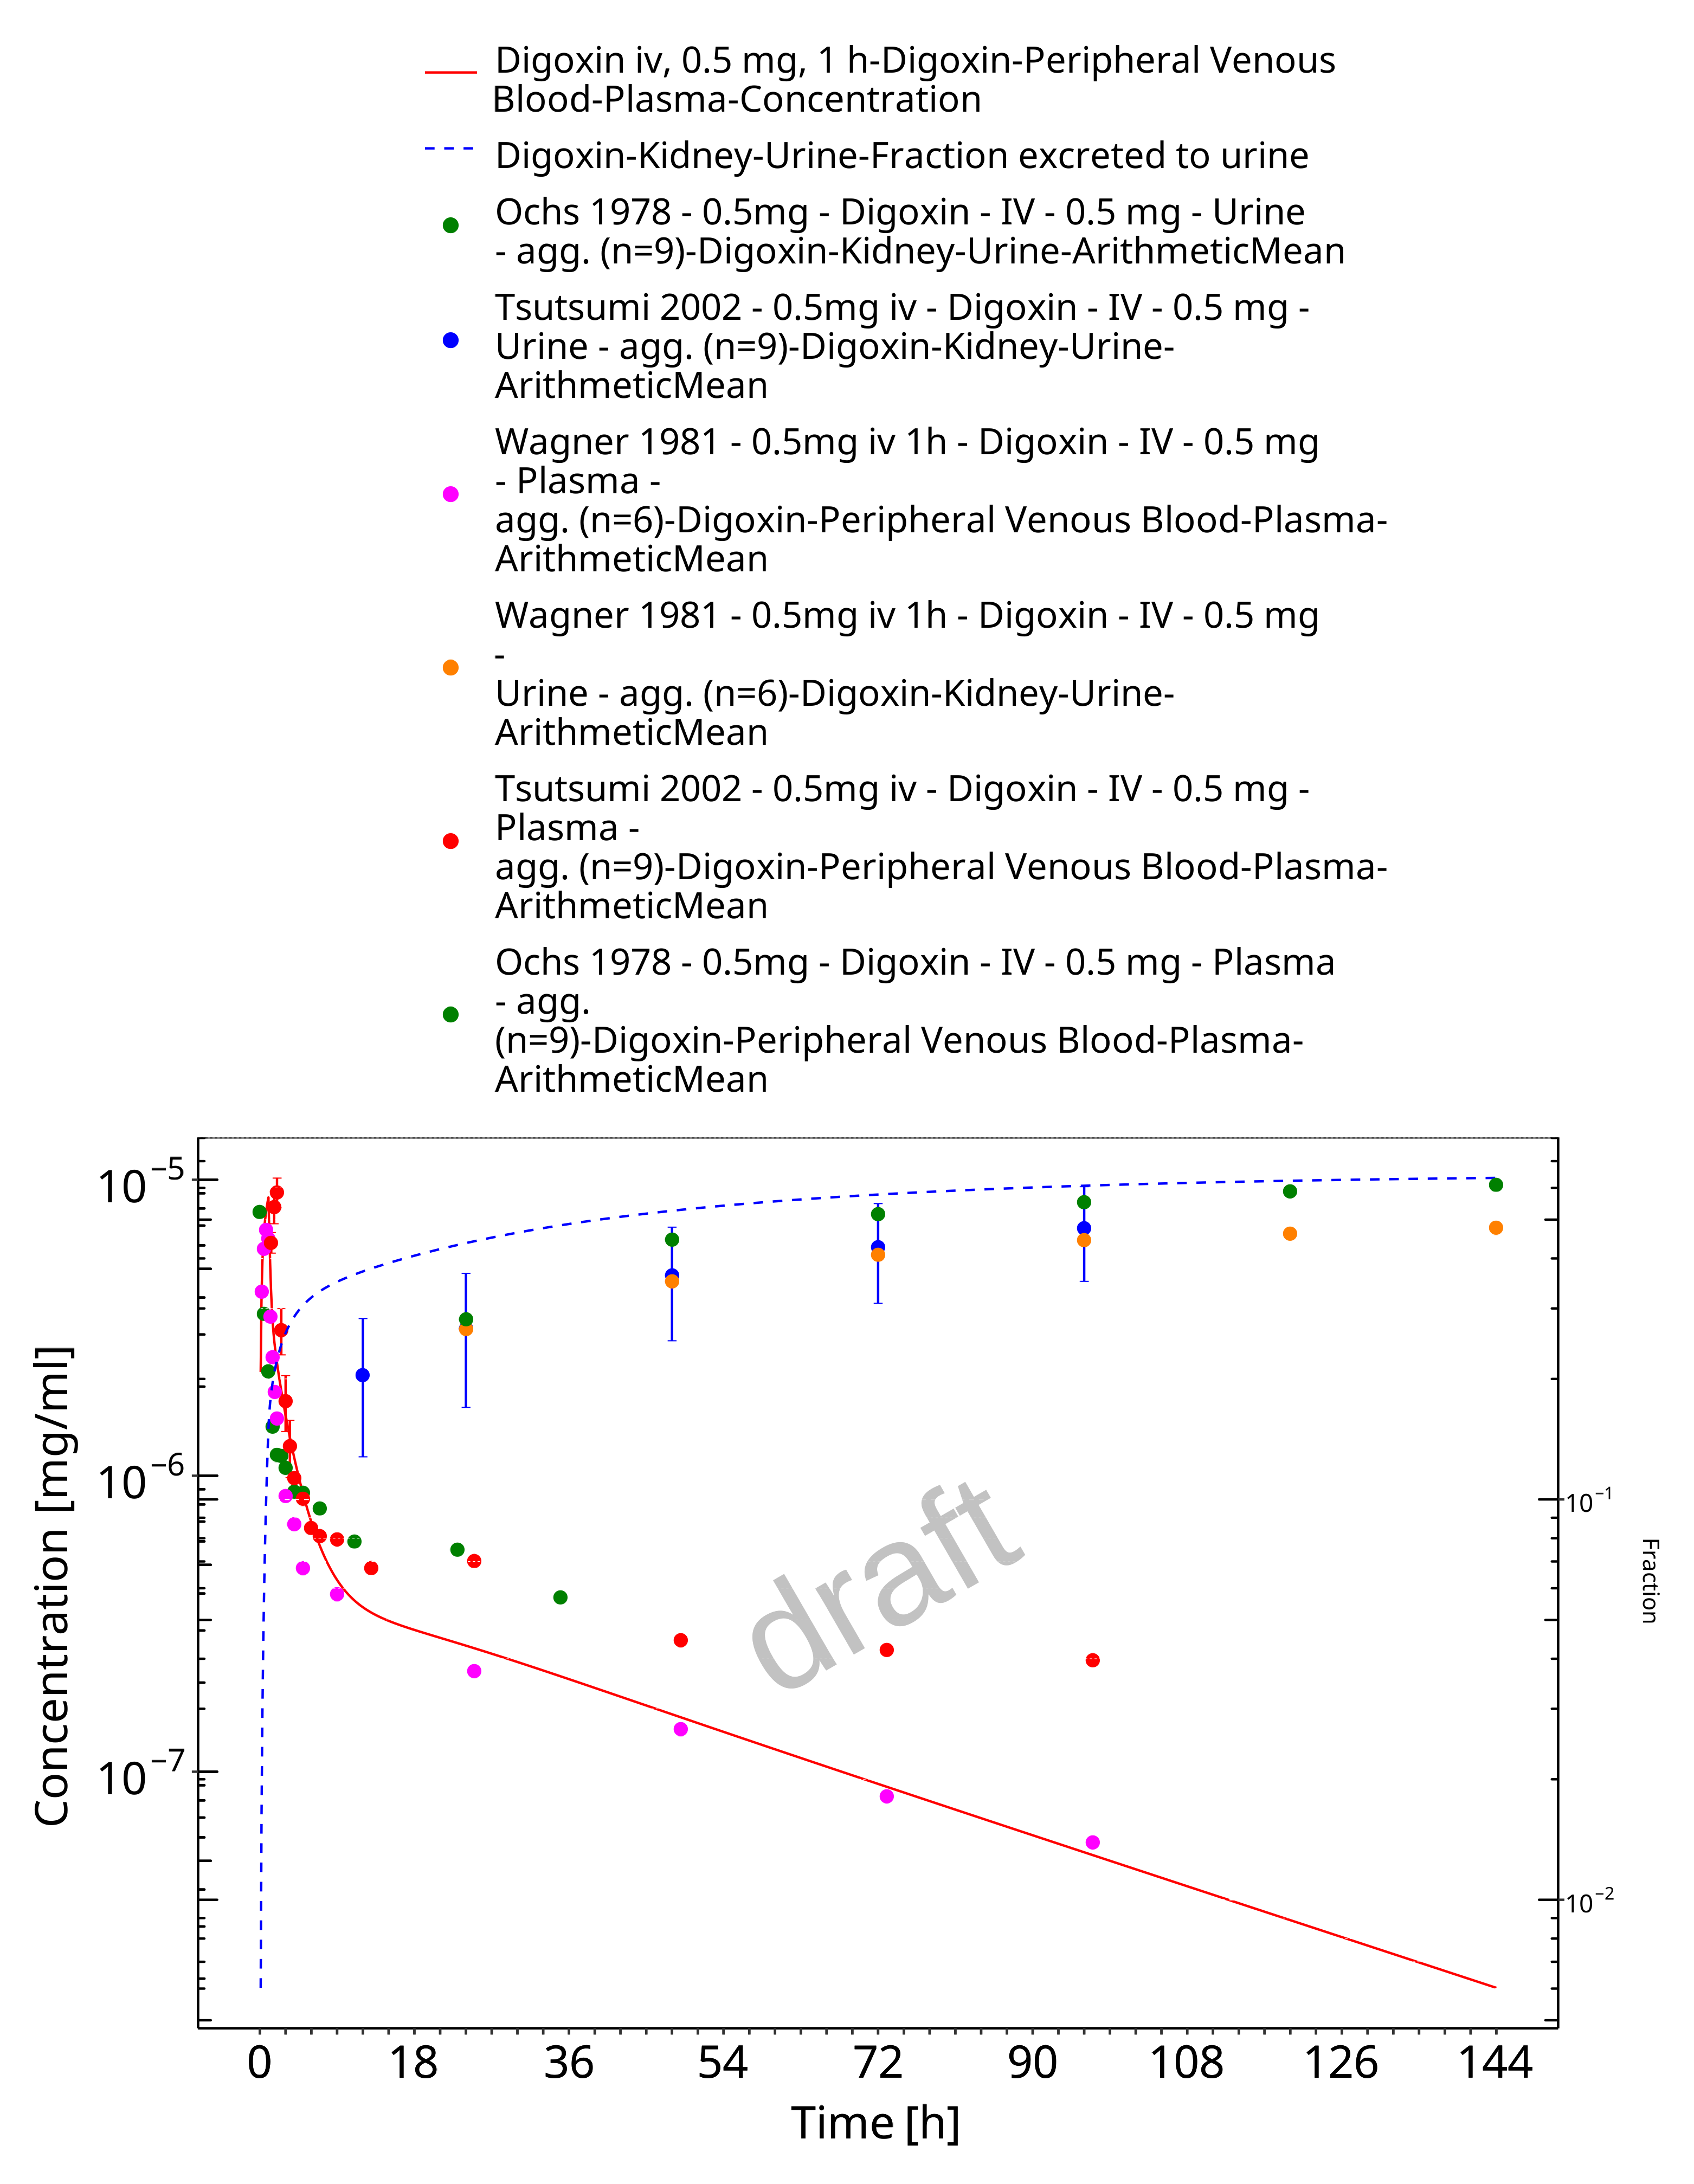 Digoxin iv, 0.5 mg, 1 h-Digoxin-Peripheral Venous
Blood-Plasma-Concentration
Digoxin-Kidney-Urine-Fraction excreted to urine
Ochs 1978 - 0.5mg - Digoxin - IV - 0.5 mg - Urine
- agg. (n=9)-Digoxin-Kidney-Urine-ArithmeticMean
Tsutsumi 2002 - 0.5mg iv - Digoxin - IV - 0.5 mg -
Urine - agg. (n=9)-Digoxin-Kidney-Urine-
ArithmeticMean
Wagner 1981 - 0.5mg iv 1h - Digoxin - IV - 0.5 mg
- Plasma -
agg. (n=6)-Digoxin-Peripheral Venous Blood-Plasma-
ArithmeticMean
Wagner 1981 - 0.5mg iv 1h - Digoxin - IV - 0.5 mg
-
Urine - agg. (n=6)-Digoxin-Kidney-Urine-
ArithmeticMean
Tsutsumi 2002 - 0.5mg iv - Digoxin - IV - 0.5 mg -
Plasma -
agg. (n=9)-Digoxin-Peripheral Venous Blood-Plasma-
ArithmeticMean
Ochs 1978 - 0.5mg - Digoxin - IV - 0.5 mg - Plasma
- agg.
(n=9)-Digoxin-Peripheral Venous Blood-Plasma-
ArithmeticMean
10⁻⁵
10⁻⁶
10⁻⁷
Concentration [mg/ml]
draft
10⁻¹
10⁻²
Fraction
0 18 36 54 72 90 108 126 144
Time [h]